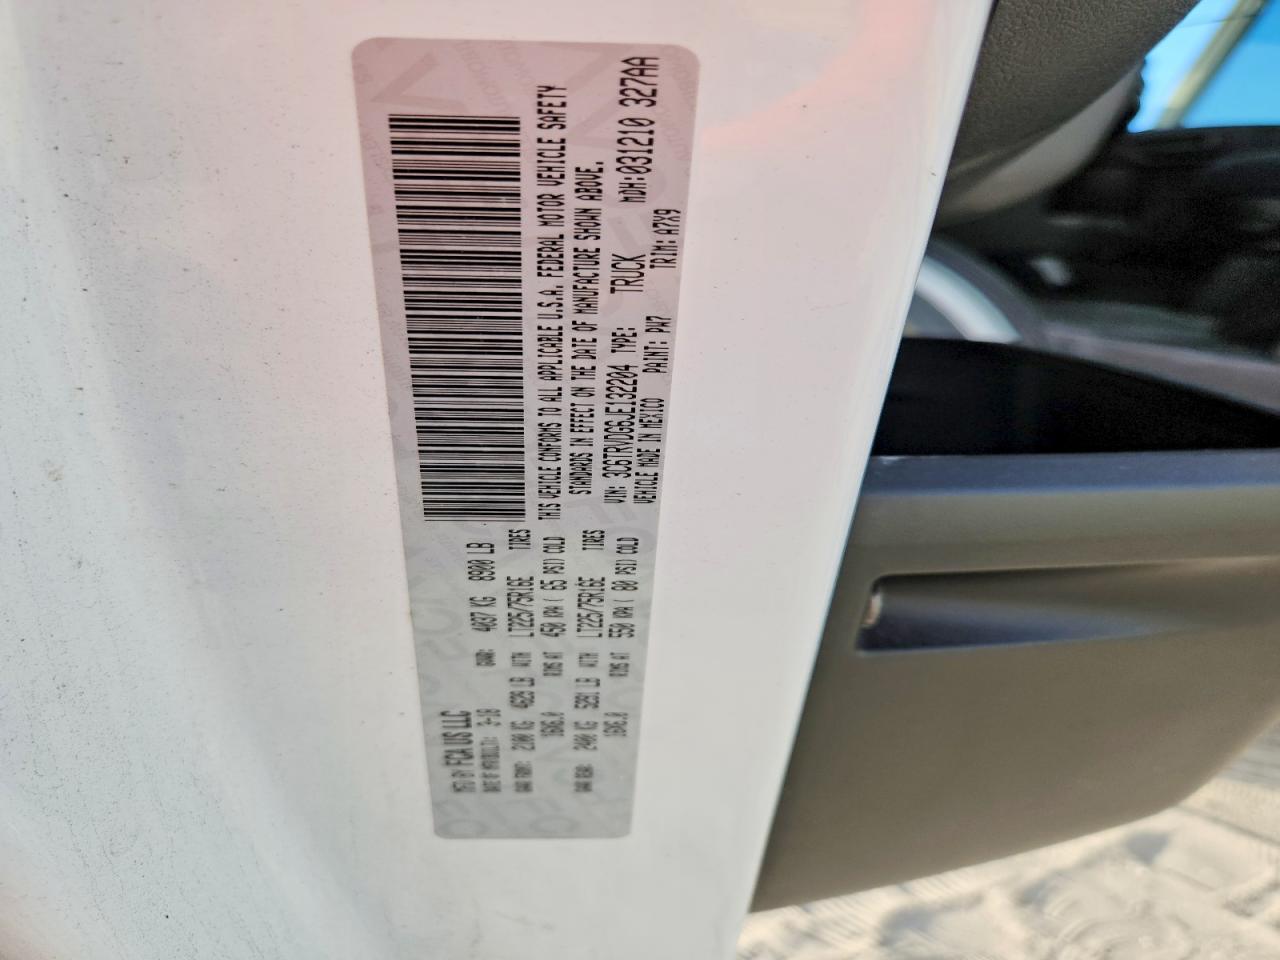 MFD BY FCA US LLC
DATE OF MFR(BUILT): 3-18 GVWR: 4037 KG 8900 LB
GAWR FRONT: 2100 KG 4629 LB WITH LT225/75R16E TIRES
16X6.0 RIMS AT 450 KPA ( 65 PSI) COLD
GAWR REAR: 2400 KG 5291 LB WITH LT225/75R16E TIRES
16X6.0 RIMS AT 550 KPA ( 80 PSI) COLD
THIS VEHICLE CONFORMS TO ALL APPLICABLE U.S.A. FEDERAL MOTOR VEHICLE SAFETY
STANDARDS IN EFFECT ON THE DATE OF MANUFACTURE SHOWN ABOVE.
VIN: 3C6TRVDG6JE132204 TYPE: TRUCK MDH:031210 327AA
VEHICLE MADE IN MEXICO PAINT: PW7 TRIM: A7X9